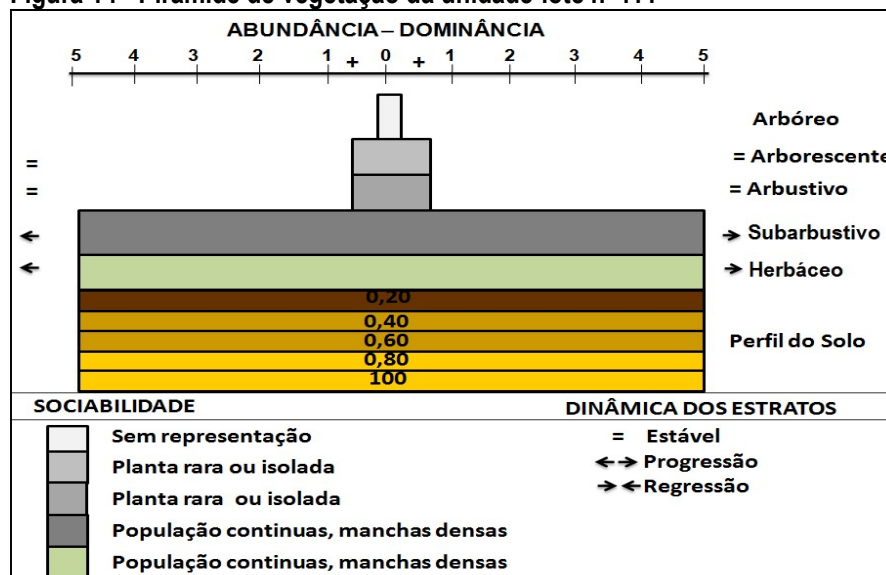 ABUNDÂNCIA – DOMINÂNCIA
5 4 3 2 1 + 0 + 1 2 3 4 5
Arbóreo
= = Arborescente
= = Arbustivo
← → Subarbustivo
← → Herbáceo
0,20
0,40
0,60
Perfil do Solo
0,80
100
SOCIABILIDADE
DINÂMICA DOS ESTRATOS
Sem representação
= Estável
Planta rara ou isolada
←→ Progressão
→← Regressão
Planta rara ou isolada
População continuas, manchas densas
População continuas, manchas densas